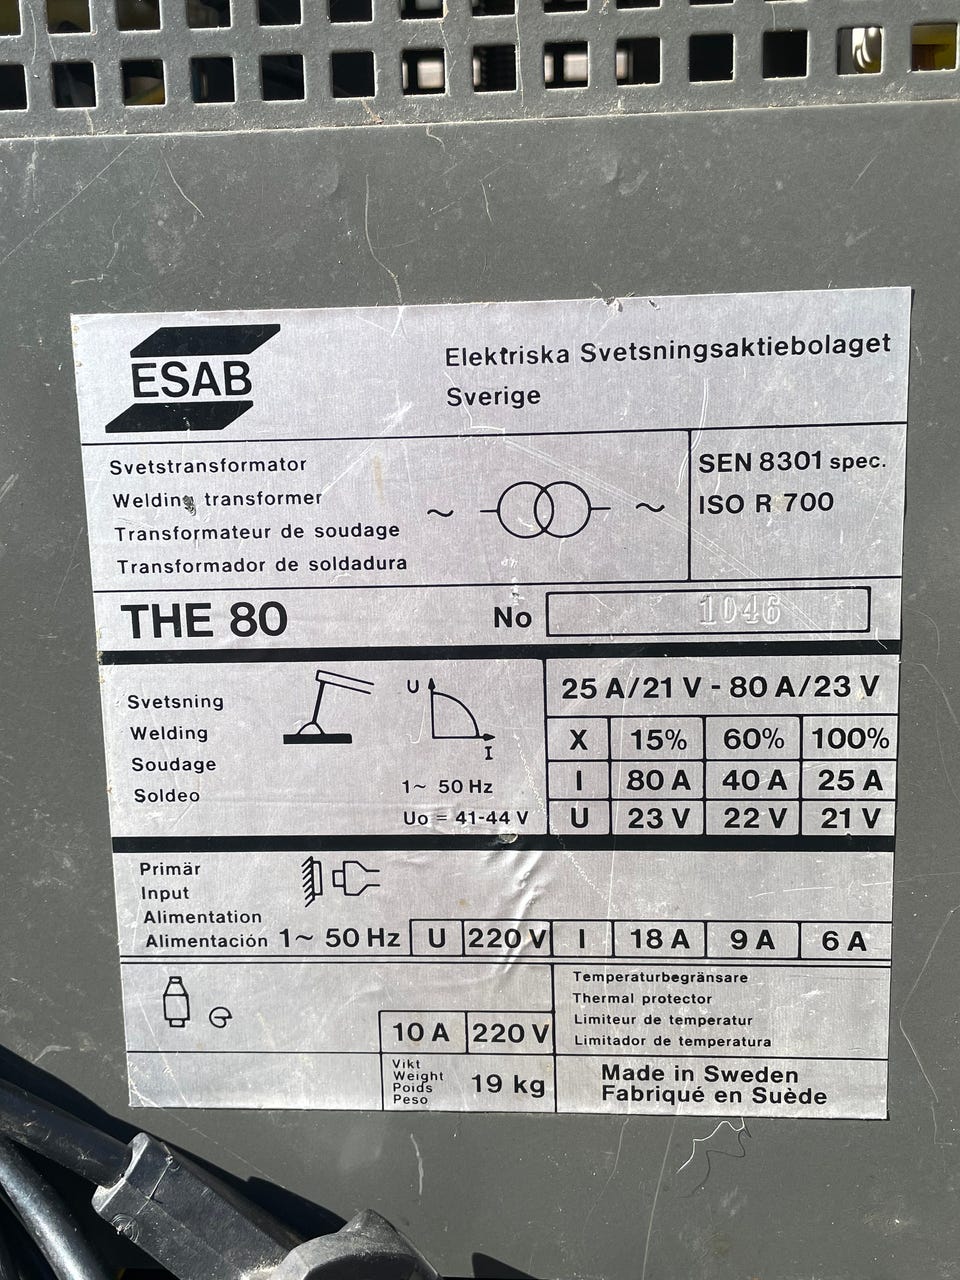 ESAB
Elektriska Svetsningsaktiebolaget
Sverige
Svetstransformator
Welding transformer
Transformateur de soudage
Transformador de soldadura
~ ~
SEN 8301 spec.
ISO R 700
THE 80 No 1046
Svetsning
Welding
Soudage
Soldeo
U
I
1~ 50 Hz
Uo = 41-44 V
25 A/21 V - 80 A/23 V
X 15% 60% 100%
I 80 A 40 A 25 A
U 23 V 22 V 21 V
Primär
Input
Alimentation
Alimentación 1~ 50 Hz U 220 V I 18 A 9 A 6 A
10 A 220 V
Temperaturbegränsare
Thermal protector
Limiteur de temperatur
Limitador de temperatura
Vikt
Weight
Poids
Peso
19 kg
Made in Sweden
Fabriqué en Suède